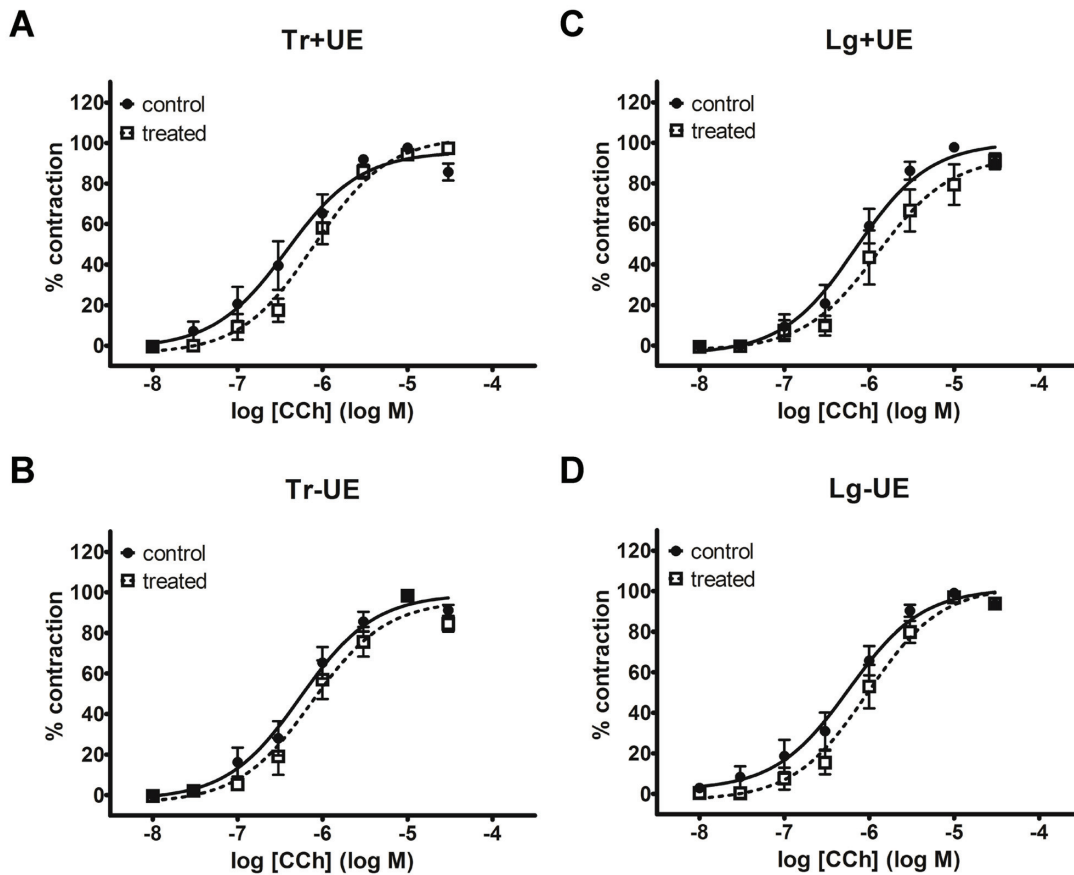 A
Tr+UE
control
treated
120
100
80
60
40
20
0
% contraction
-8 -7 -6 -5 -4
log [CCh] (log M)
C
Lg+UE
control
treated
120
100
80
60
40
20
0
% contraction
-8 -7 -6 -5 -4
log [CCh] (log M)
B
Tr-UE
control
treated
120
100
80
60
40
20
0
% contraction
-8 -7 -6 -5 -4
log [CCh] (log M)
D
Lg-UE
control
treated
120
100
80
60
40
20
0
% contraction
-8 -7 -6 -5 -4
log [CCh] (log M)